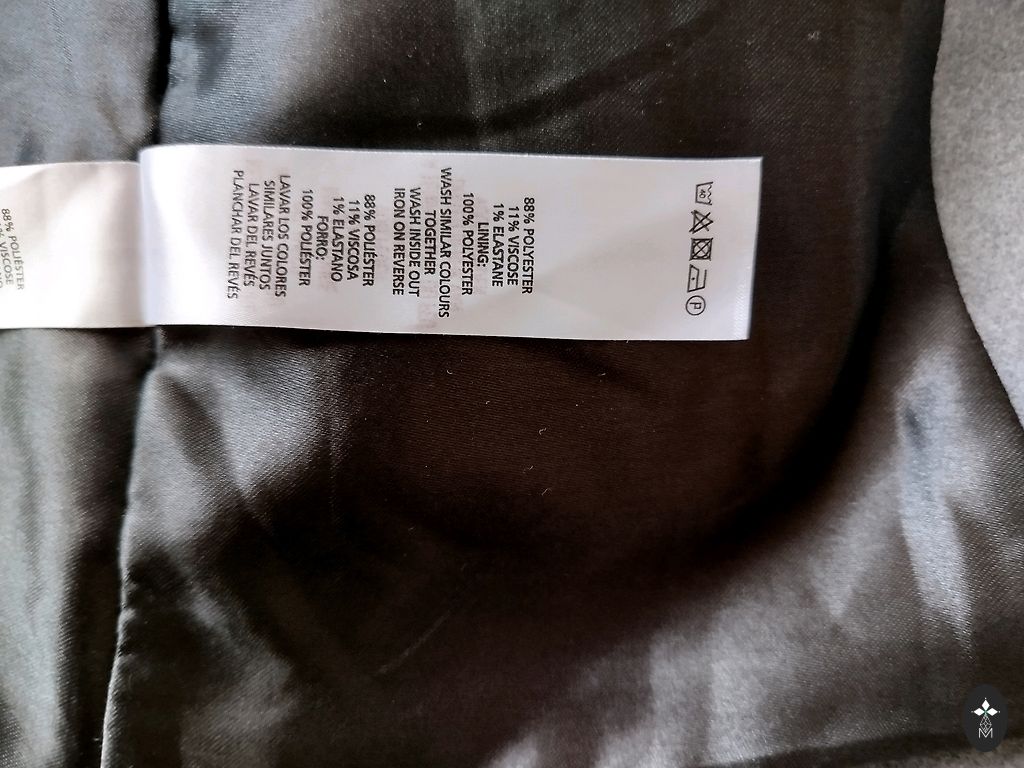 40
P
88% POLYESTER
11% VISCOSE
1% ELASTANE
LINING:
100% POLYESTER
WASH SIMILAR COLOURS
TOGETHER
WASH INSIDE OUT
IRON ON REVERSE
88% POLIÉSTER
11% VISCOSA
1% ELASTANO
FORRO:
100% POLIÉSTER
LAVAR LOS COLORES
SIMILARES JUNTOS
LAVAR DEL REVÉS
PLANCHAR DEL REVÉS
88% POLYESTER
VISCOSE
M